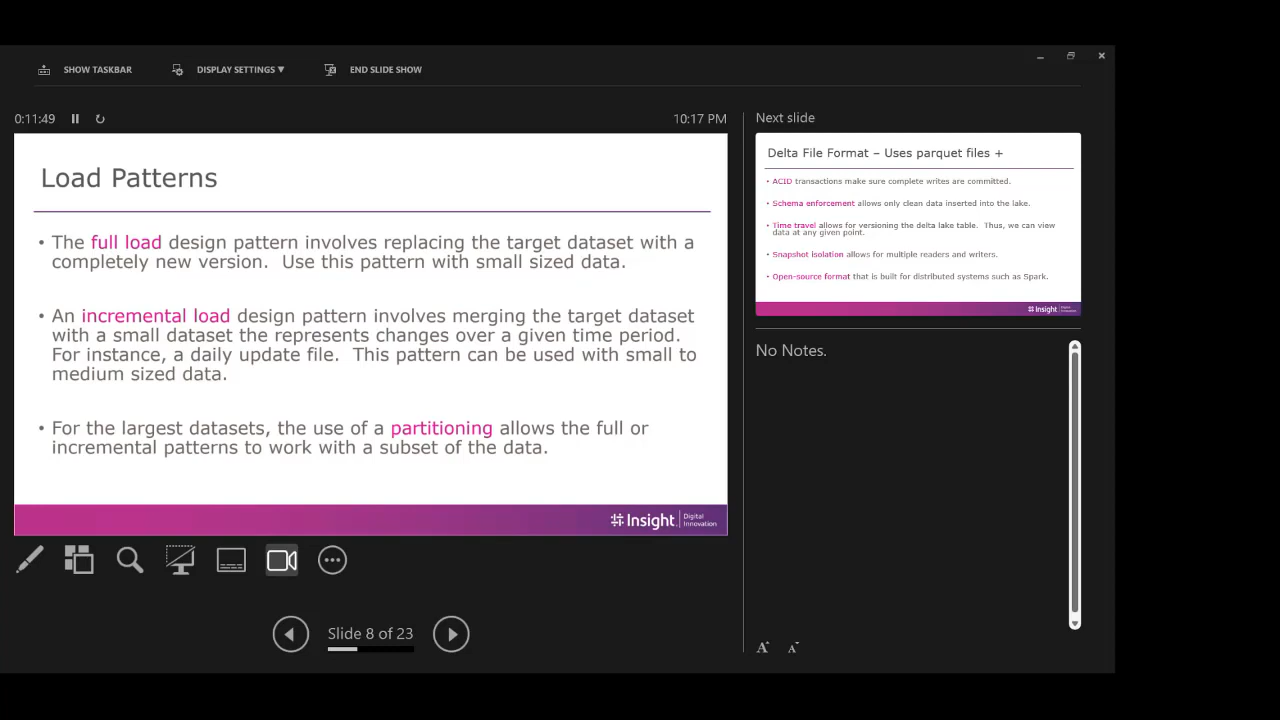 SHOW TASKBAR
DISPLAY SETTINGS ▼
END SLIDE SHOW
0:11:49
10:17 PM
Load Patterns
• The full load design pattern involves replacing the target dataset with a
completely new version.  Use this pattern with small sized data.
• An incremental load design pattern involves merging the target dataset
with a small dataset the represents changes over a given time period.
For instance, a daily update file.  This pattern can be used with small to
medium sized data.
• For the largest datasets, the use of a partitioning allows the full or
incremental patterns to work with a subset of the data.
Insight.
Digital
Innovation
Slide 8 of 23
Next slide
Delta File Format – Uses parquet files +
• ACID transactions make sure complete writes are committed.
• Schema enforcement allows only clean data inserted into the lake.
• Time travel allows for versioning the delta lake table.  Thus, we can view
data at any given point.
• Snapshot isolation allows for multiple readers and writers.
• Open-source format that is built for distributed systems such as Spark.
Insight
Digital
Innovation
No Notes.
A A